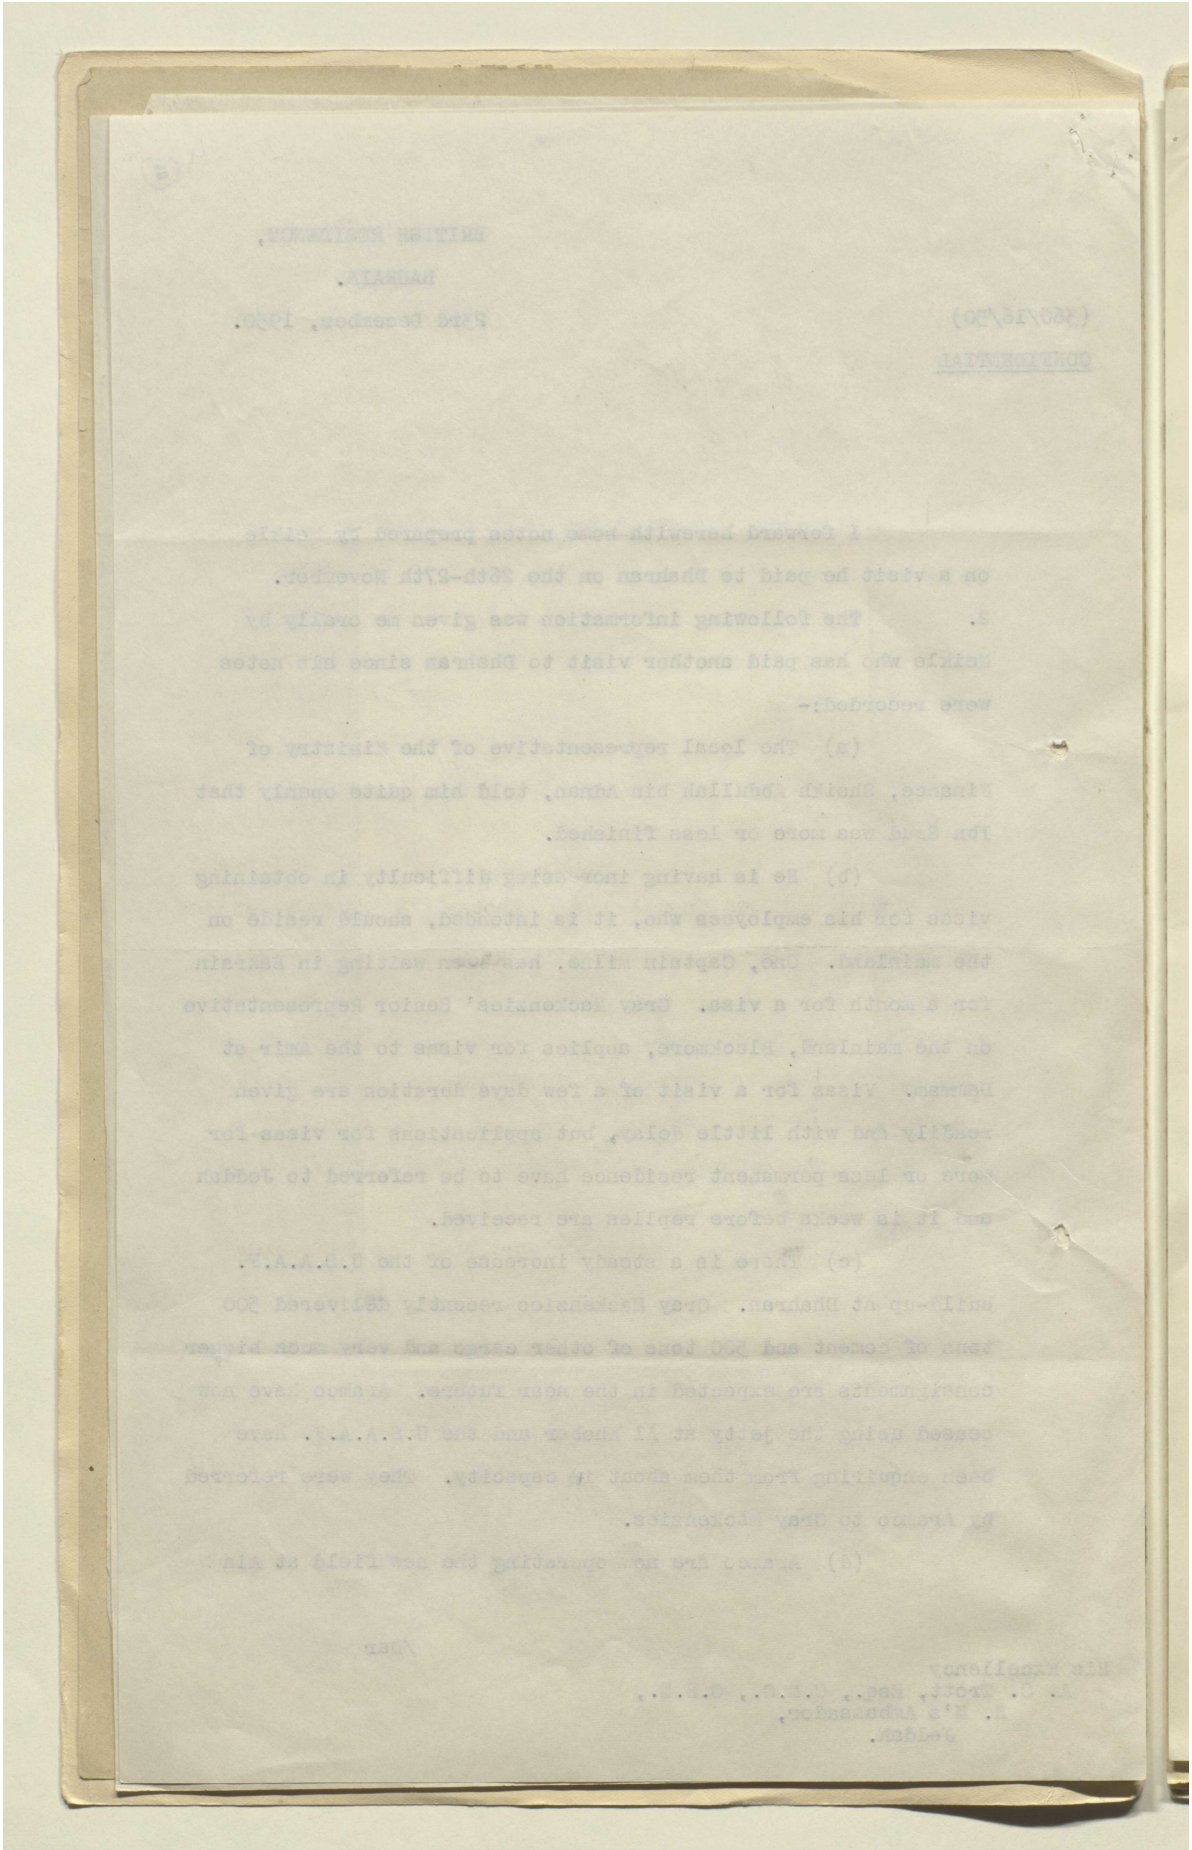 BRITISH RESIDENCY,
BAHRAIN.
(360/16/50) 23rd December, 1950.
CONFIDENTIAL
I forward herewith some notes prepared by Meikle
on a visit he paid to Dhahran on the 26th-27th November.
2. The following information was given me orally by
Meikle who has paid another visit to Dhahran since his notes
were recorded:-
(a) The local representative of the Ministry of
Finance, Shaikh Abdullah bin Adnan, told him quite openly that
Ibn Saud was more or less finished.
(b) He is having increasing difficulty in obtaining
visas for his employees who, it is intended, should reside on
the mainland. One, Captain Milne, has been waiting in Bahrain
for a month for a visa. Gray Mackenzies' Senior Representative
on the mainland, Blockmore, applies for visas to the Amir at
Dammam. Visas for a visit of a few days duration are given
readily and with little delay, but applications for visas for
more or less permanent residence have to be referred to Jeddah
and it is weeks before replies are received.
(c) There is a steady increase of the U.S.A.A.F.
build-up at Dhahran. Gray Mackenzies recently delivered 500
tons of cement and 500 tons of other cargo and very much bigger
consignments are expected in the near future. Aramco have now
ceased using the jetty at Al Khobar and the U.S.A.A.F. have
been enquiring from them about its capacity. They were referred
by Aramco to Gray Mackenzies.
(d) Aramco are now operating the new field at Ain
/Dar
His Excellency
A. C. Trott, Esq., C.M.G., O.B.E.,
H. M's Ambassador,
Jeddah.